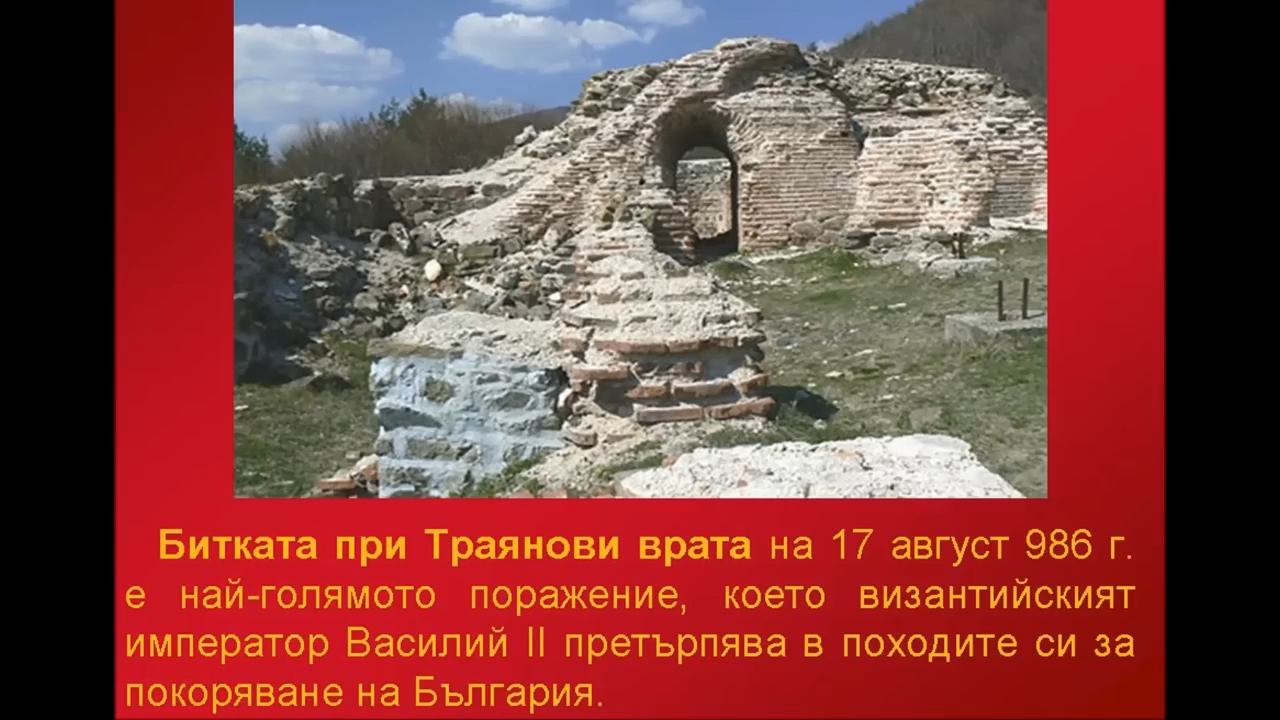 Битката при Траянови врата на 17 август 986 г.
е най-голямото поражение, което византийският
император Василий II претърпява в походите си за
покоряване на България.